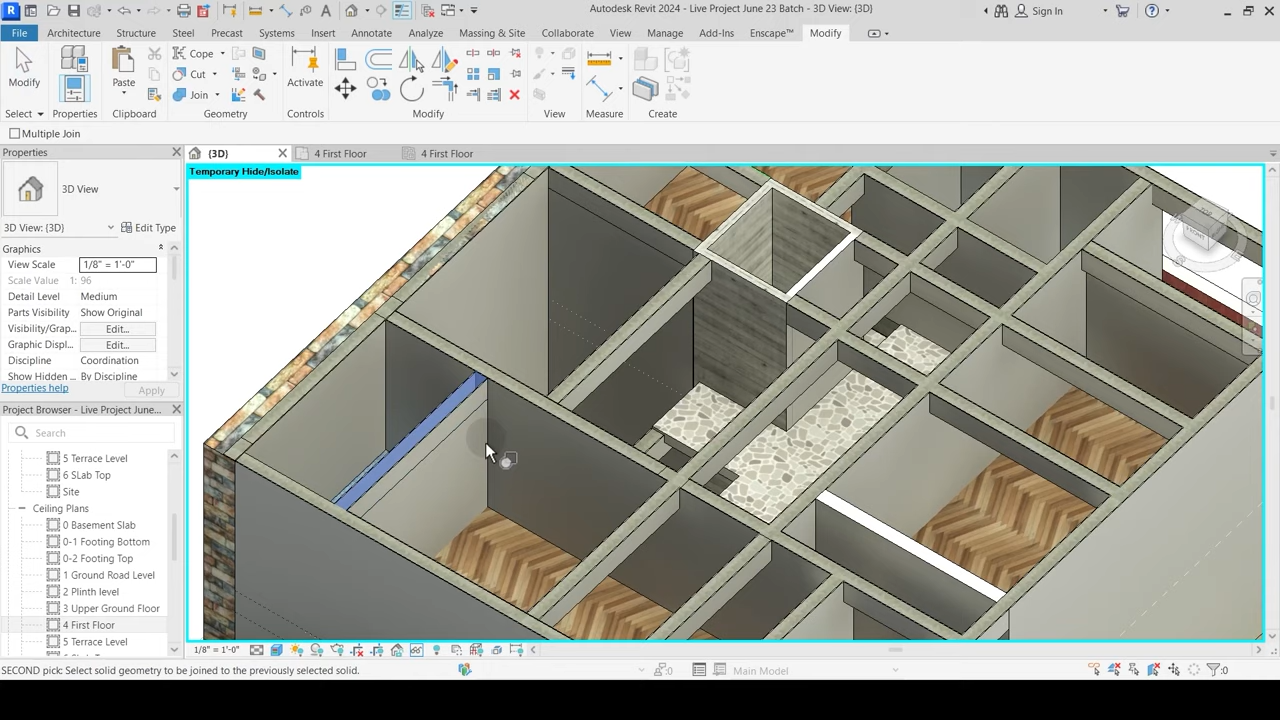 Autodesk Revit 2024 - Live Project June 23 Batch - 3D View: {3D}
Sign In
File Architecture Structure Steel Precast Systems Insert Annotate Analyze Massing & Site Collaborate View Manage Add-Ins Enscape™ Modify
Modify Paste Cope Cut Join Activate
Select Properties Clipboard Geometry Controls Modify View Measure Create
Multiple Join
Properties
{3D} 4 First Floor 4 First Floor
Temporary Hide/Isolate
3D View
3D View: {3D} Edit Type
Graphics
View Scale 1/8" = 1'-0"
Scale Value 1: 96
Detail Level Medium
Parts Visibility Show Original
Visibility/Grap... Edit...
Graphic Displ... Edit...
Discipline Coordination
Show Hidden ... By Discipline
Properties help Apply
Project Browser - Live Project June...
Search
5 Terrace Level
6 Slab Top
Site
Ceiling Plans
0 Basement Slab
0-1 Footing Bottom
0-2 Footing Top
1 Ground Road Level
2 Plinth level
3 Upper Ground Floor
4 First Floor
5 Terrace Level
FRONT
1/8" = 1'-0"
SECOND pick: Select solid geometry to be joined to the previously selected solid.
:0 Main Model :0